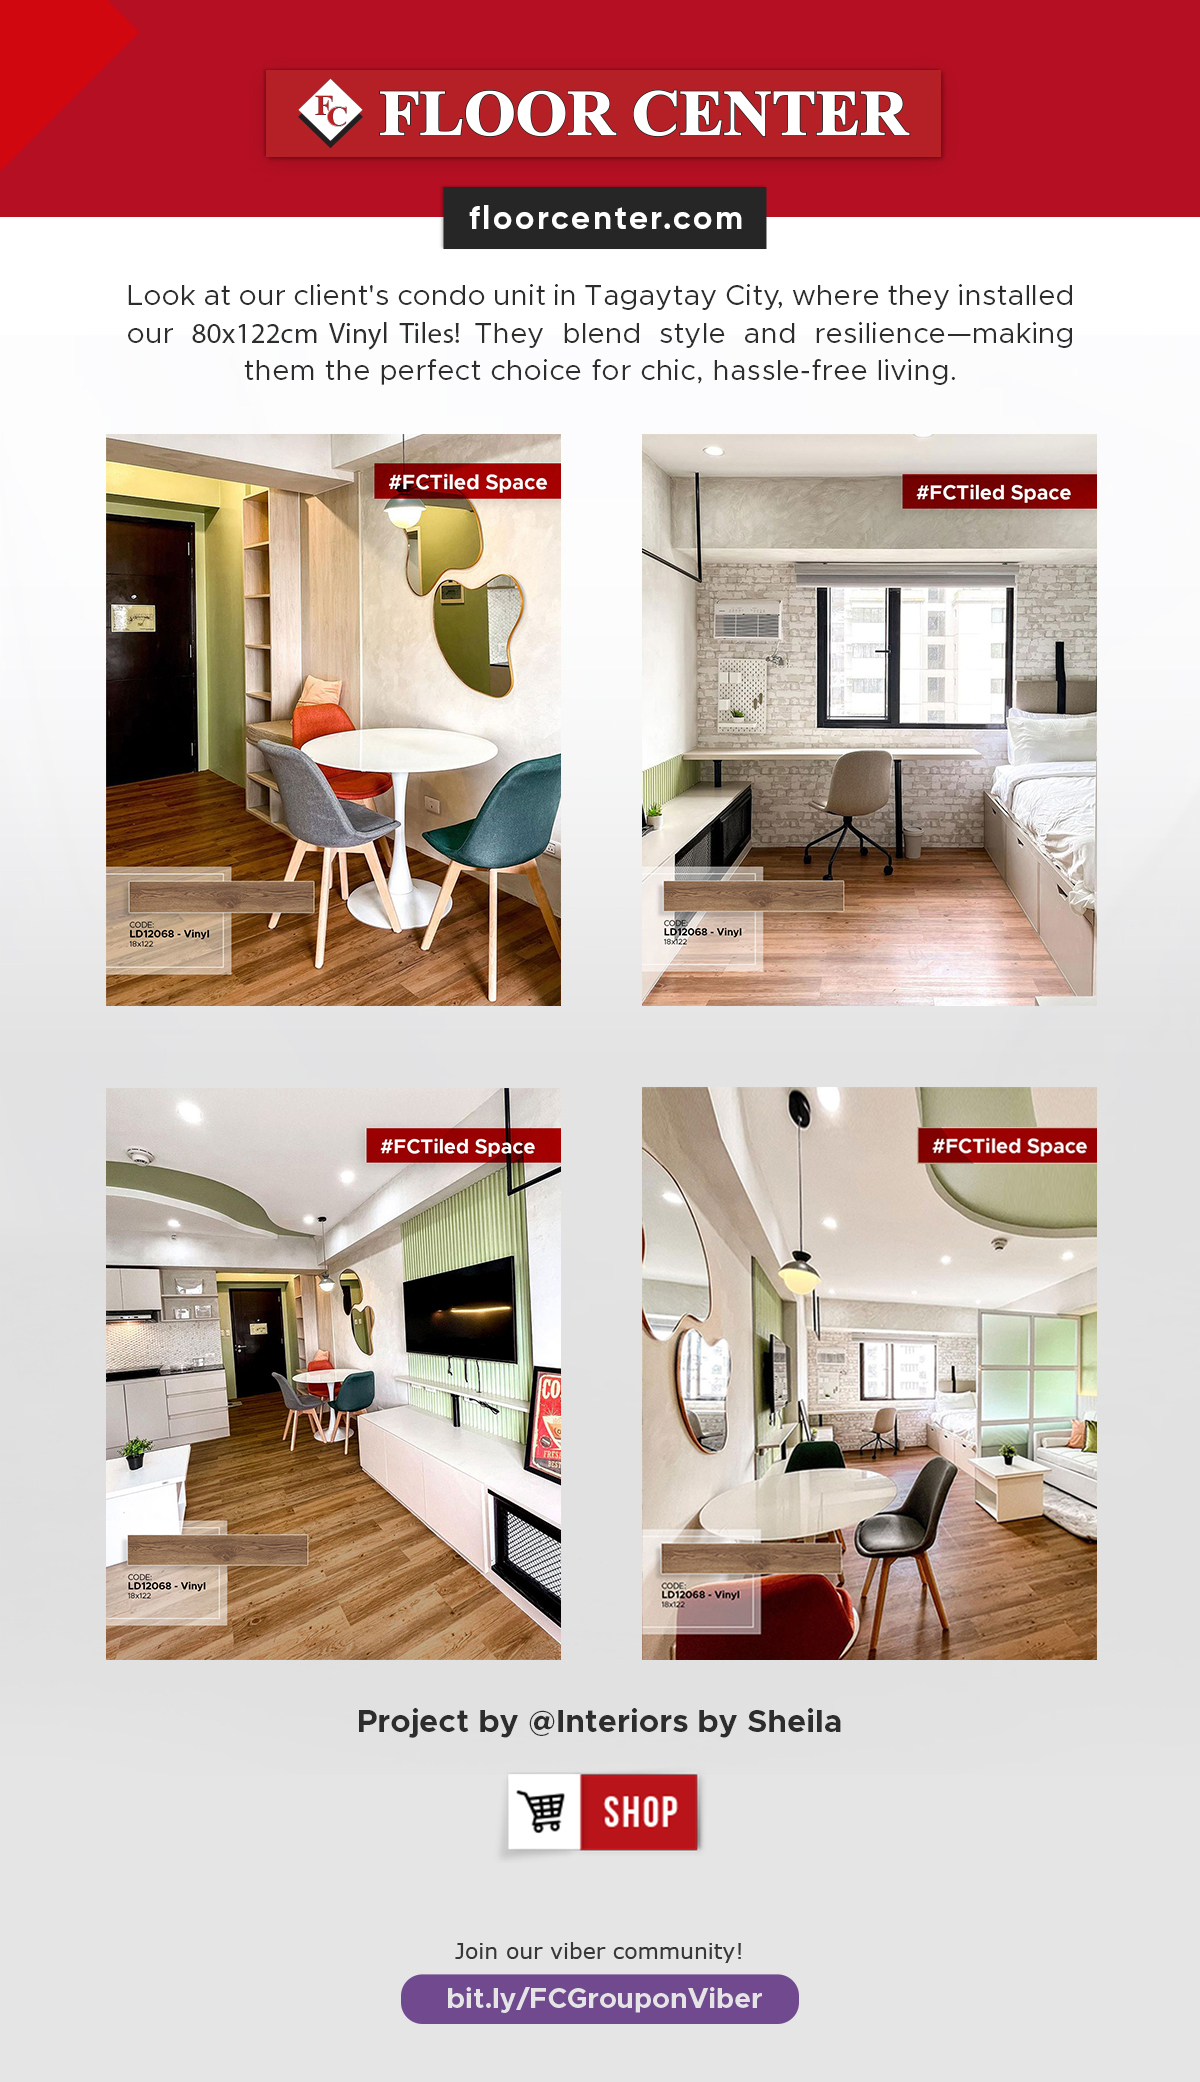 FC FLOOR CENTER
floorcenter.com
Look at our client's condo unit in Tagaytay City, where they installed
our 80x122cm Vinyl Tiles! They blend style and resilience—making
them the perfect choice for chic, hassle-free living.
#FCTiled Space
CODE:
LD12068 - Vinyl
18x122
#FCTiled Space
CODE:
LD12068 - Vinyl
18x122
#FCTiled Space
CO
FRES
BEST
CODE:
LD12068 - Vinyl
18x122
#FCTiled Space
CODE:
LD12068 - Vinyl
18x122
Project by @Interiors by Sheila
SHOP
Join our viber community!
bit.ly/FCGrouponViber